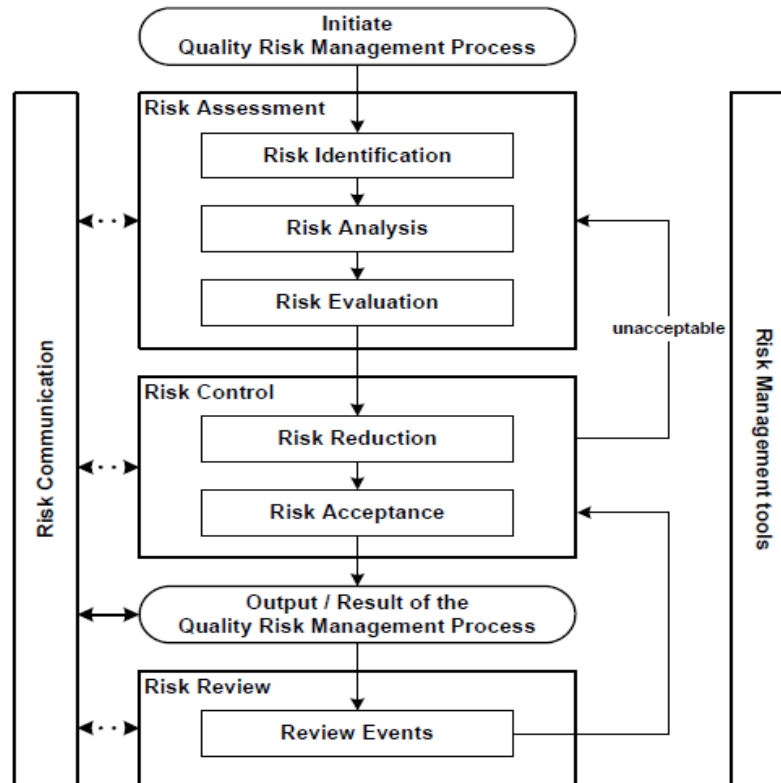 Initiate
Quality Risk Management Process
Risk Assessment
Risk Identification
Risk Analysis
Risk Evaluation
unacceptable
Risk Communication
Risk Management tools
Risk Control
Risk Reduction
Risk Acceptance
Output / Result of the
Quality Risk Management Process
Risk Review
Review Events